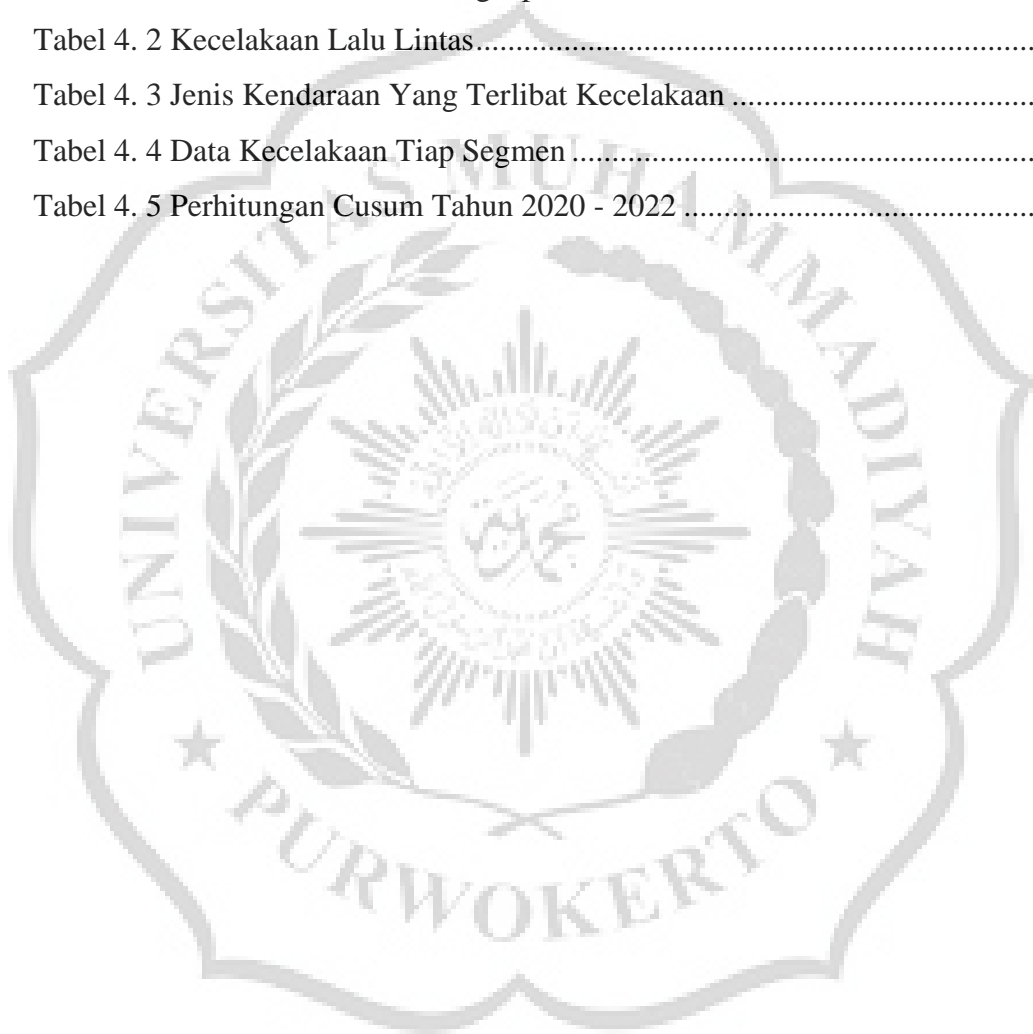 Tabel 4. 2 Kecelakaan Lalu Lintas..........................................................................
Tabel 4. 3 Jenis Kendaraan Yang Terlibat Kecelakaan ..........................................
Tabel 4. 4 Data Kecelakaan Tiap Segmen ..............................................................
Tabel 4. 5 Perhitungan Cusum Tahun 2020 - 2022 ................................................
UNIVERSITAS MUHAMMADIYAH
PURWOKERTO